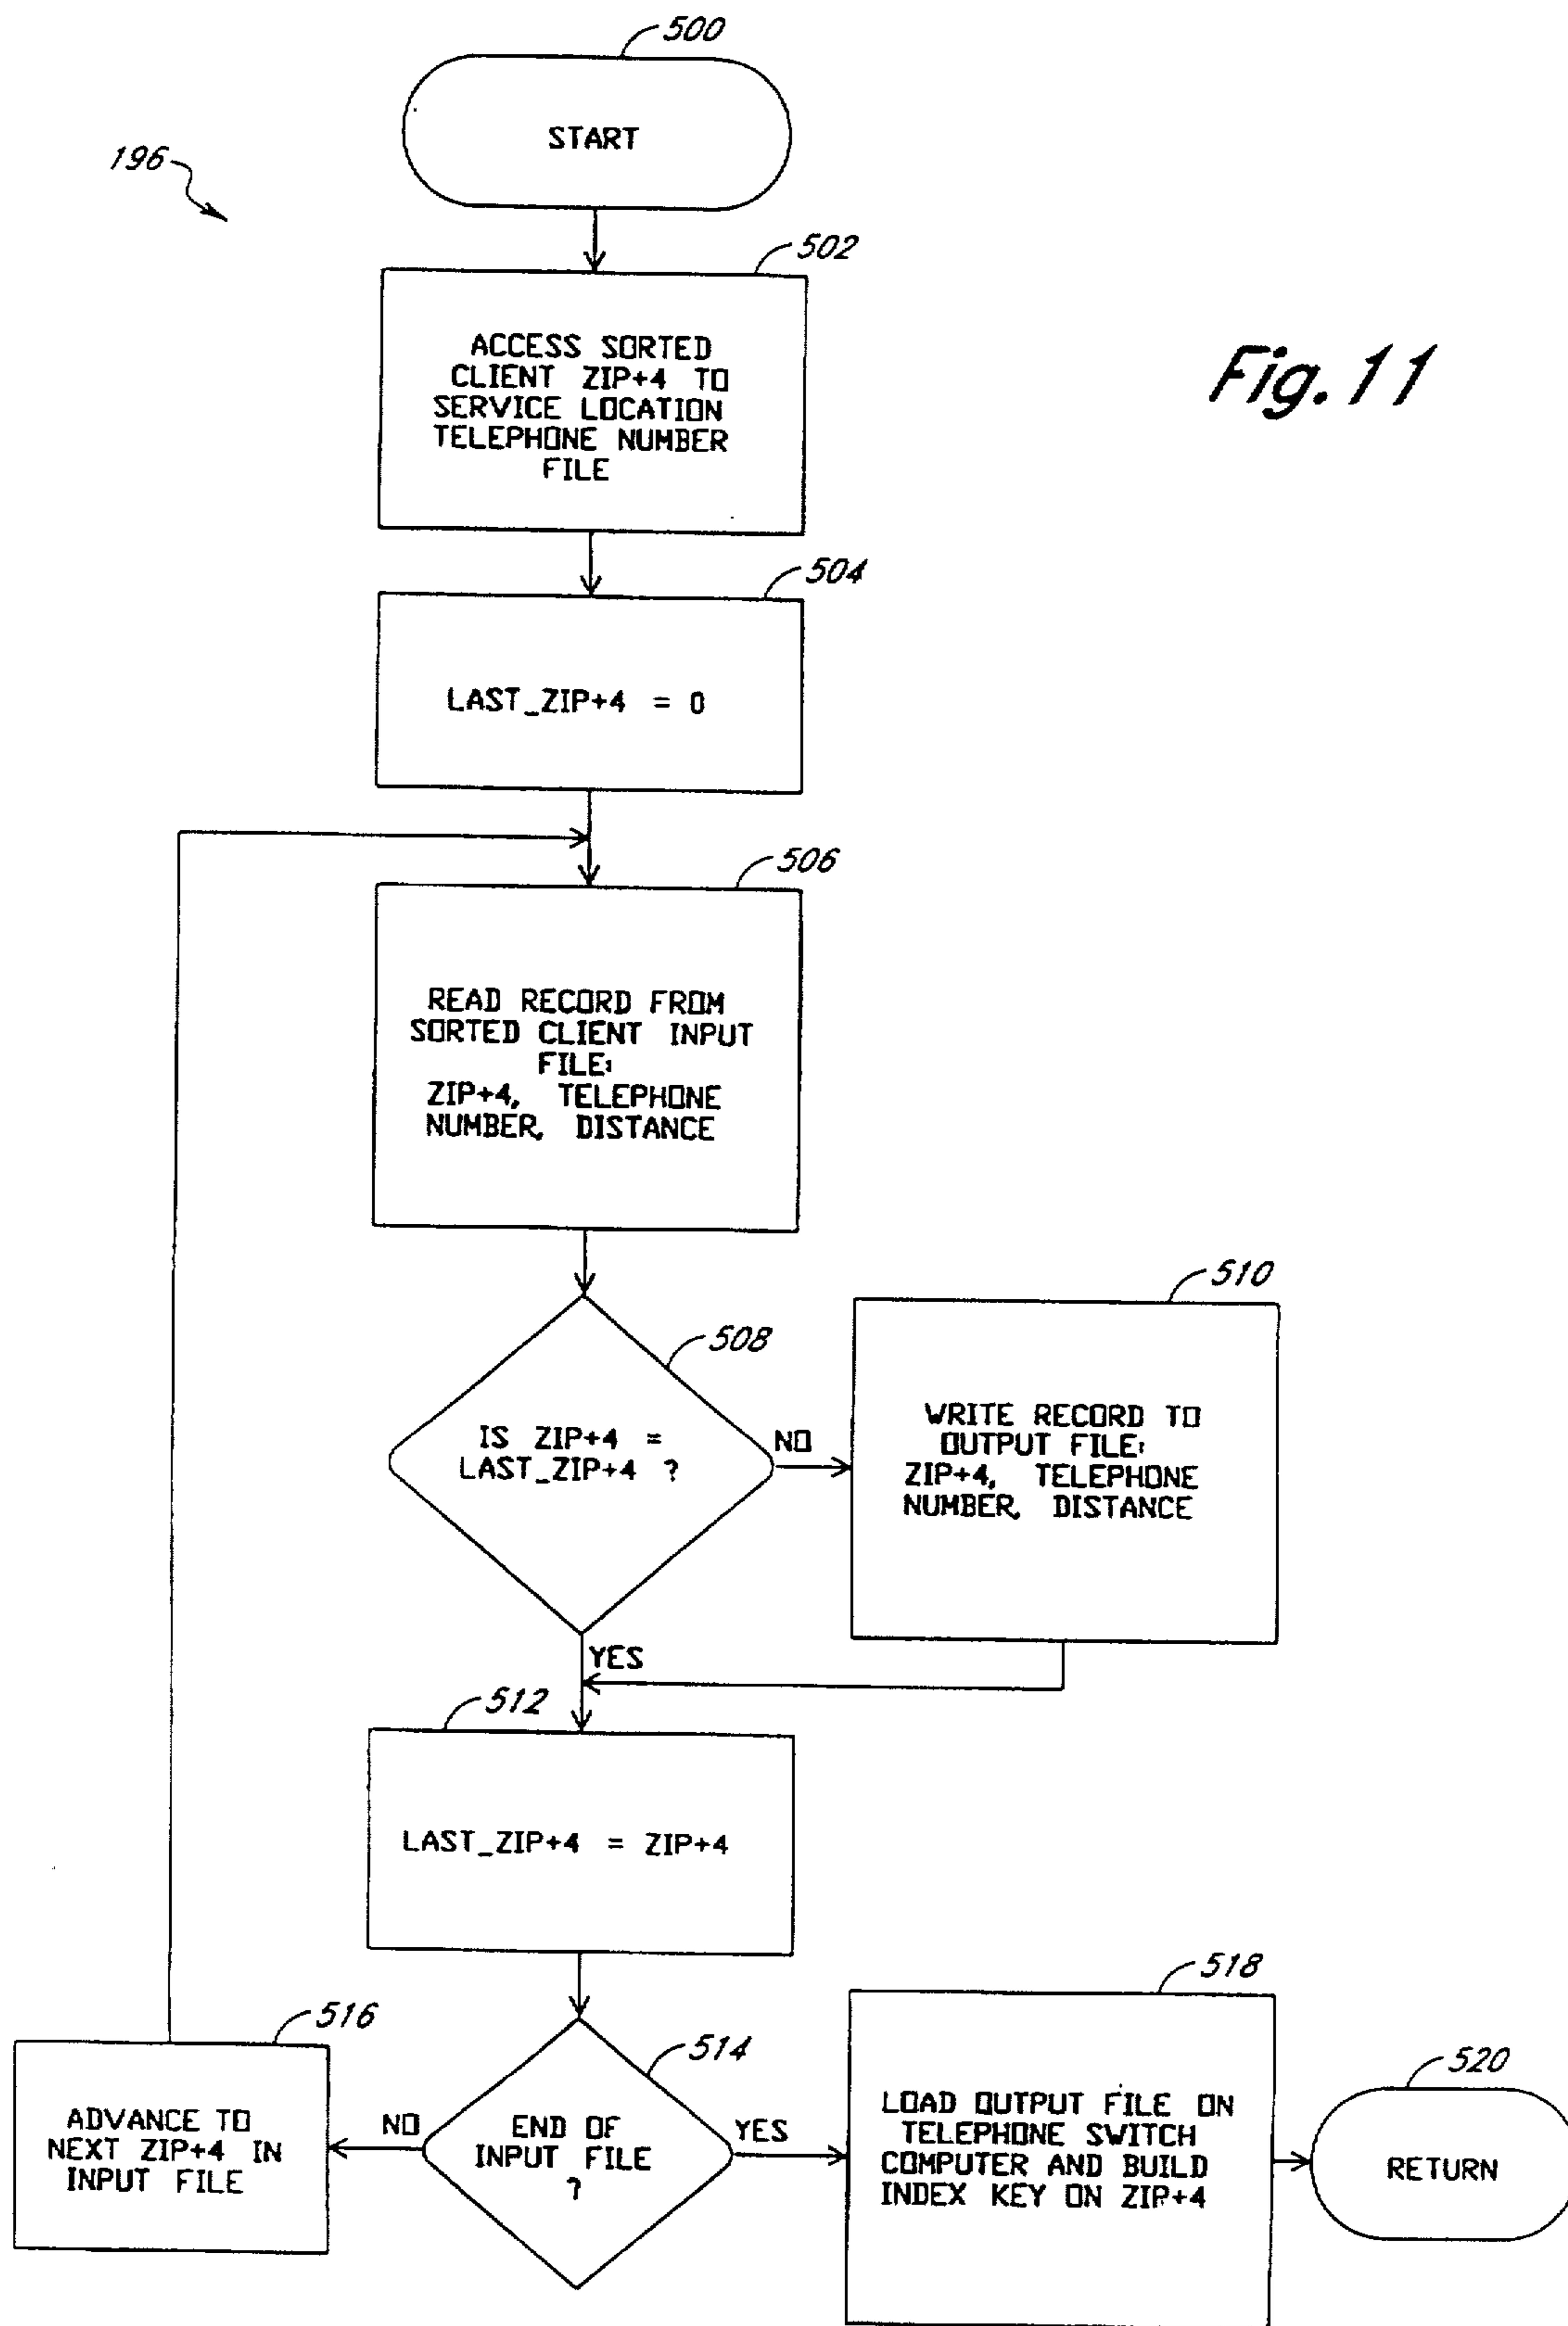 500
START
196
502
ACCESS SORTED
CLIENT ZIP+4 TO
SERVICE LOCATION
TELEPHONE NUMBER
FILE
Fig. 11
504
LAST_ZIP+4 = 0
506
READ RECORD FROM
SORTED CLIENT INPUT
FILE:
ZIP+4, TELEPHONE
NUMBER, DISTANCE
508
IS ZIP+4 =
LAST_ZIP+4 ?
NO
510
WRITE RECORD TO
OUTPUT FILE:
ZIP+4, TELEPHONE
NUMBER, DISTANCE
YES
512
LAST_ZIP+4 = ZIP+4
514
END OF
INPUT FILE
?
NO
516
ADVANCE TO
NEXT ZIP+4 IN
INPUT FILE
YES
518
LOAD OUTPUT FILE ON
TELEPHONE SWITCH
COMPUTER AND BUILD
INDEX KEY ON ZIP+4
520
RETURN